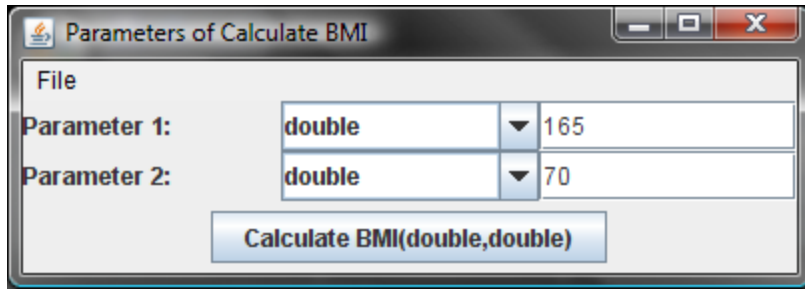 Parameters of Calculate BMI
File
Parameter 1: double 165
Parameter 2: double 70
Calculate BMI(double,double)